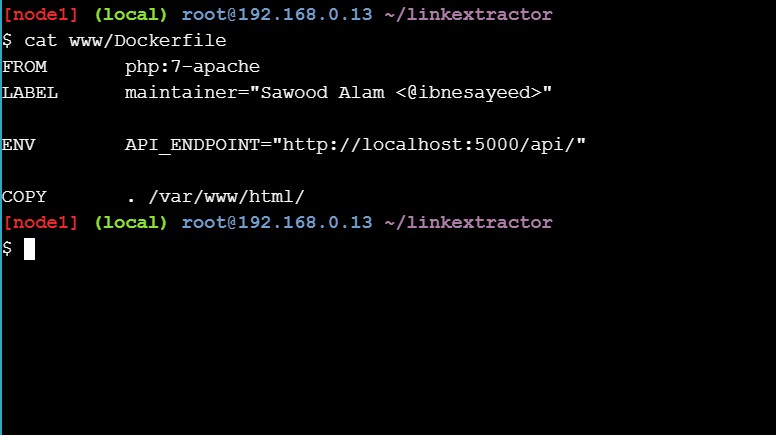 [node1] (local) root@192.168.0.13 ~/linkextractor
$ cat www/Dockerfile
FROM php:7-apache
LABEL maintainer="Sawood Alam <@ibnesayeed>"
ENV API_ENDPOINT="http://localhost:5000/api/"
COPY . /var/www/html/
[node1] (local) root@192.168.0.13 ~/linkextractor
$